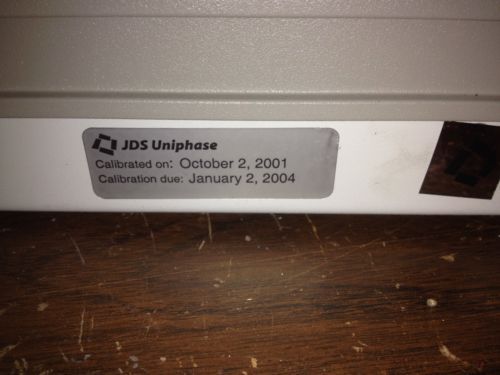 JDS Uniphase
Calibrated on: October 2, 2001
Calibration due: January 2, 2004